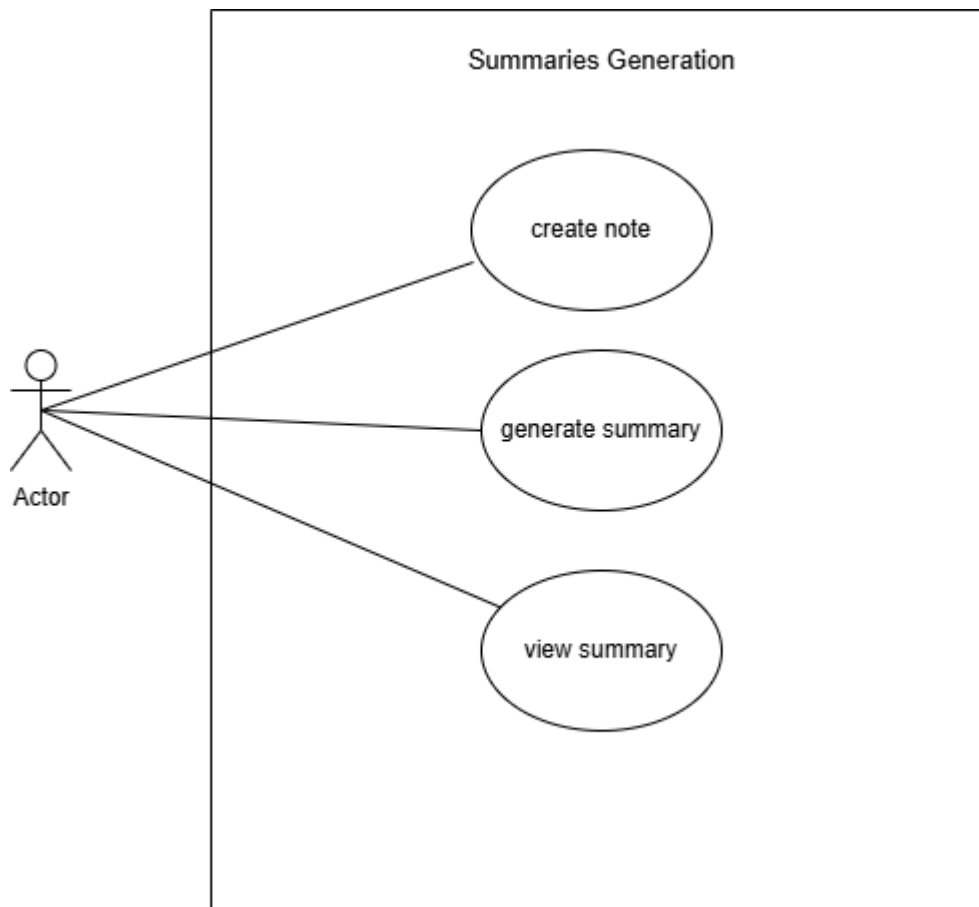 Summaries Generation
create note
generate summary
Actor
view summary